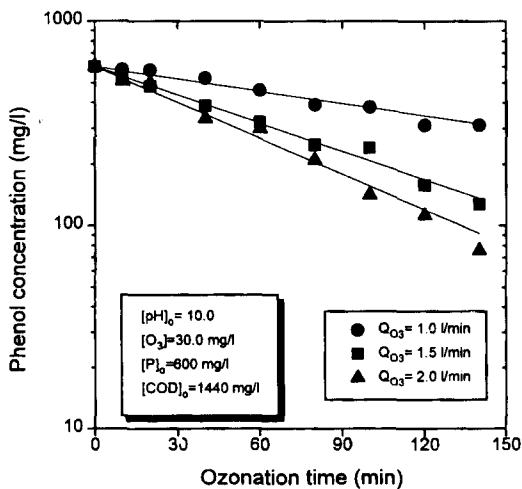 1000
100
10
Phenol concentration (mg/l)
[pH]o= 10.0
[O3]=30.0 mg/l
[P]o=600 mg/l
[COD]o=1440 mg/l
QO3= 1.0 l/min
QO3= 1.5 l/min
QO3= 2.0 l/min
0 30 60 90 120 150
Ozonation time (min)